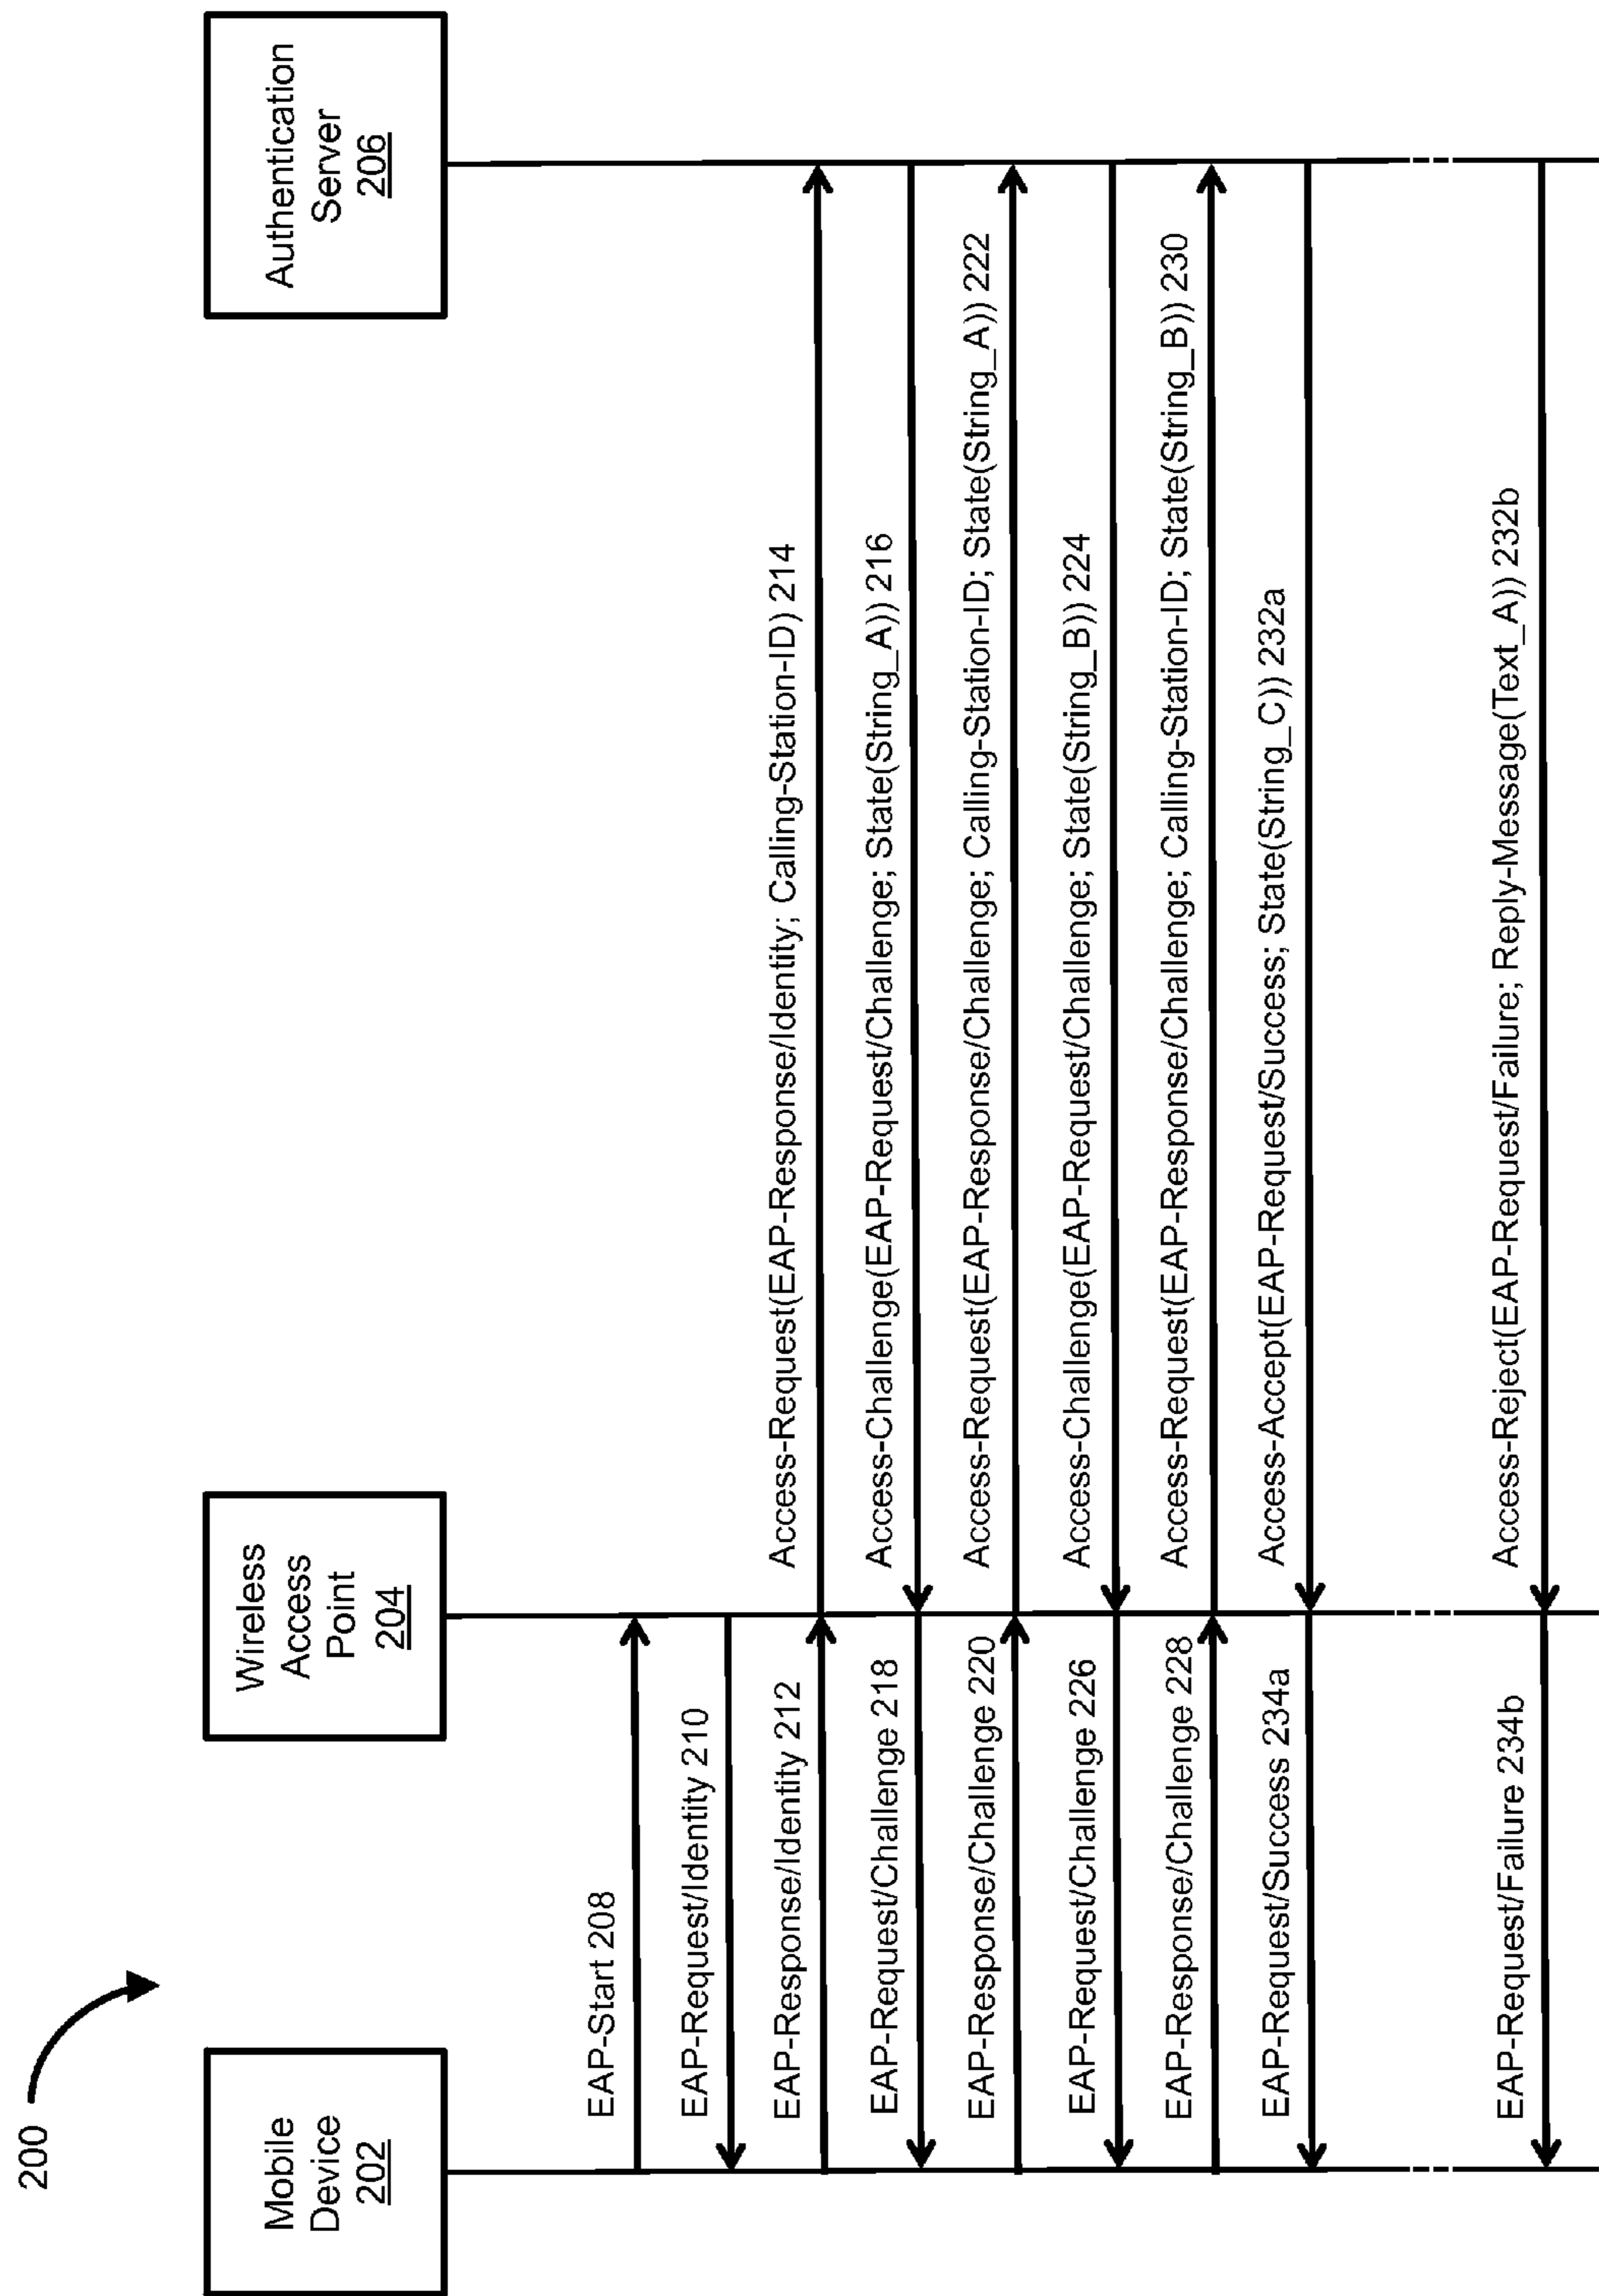 200
Mobile
Device
202
Wireless
Access
Point
204
Authentication
Server
206
EAP-Start 208
EAP-Request/Identity 210
EAP-Response/Identity 212
Access-Request(EAP-Response/Identity; Calling-Station-ID) 214
EAP-Request/Challenge 218
Access-Challenge(EAP-Request/Challenge; State(String_A)) 216
EAP-Response/Challenge 220
Access-Request(EAP-Response/Challenge; Calling-Station-ID; State(String_A)) 222
EAP-Request/Challenge 226
Access-Challenge(EAP-Request/Challenge; State(String_B)) 224
EAP-Response/Challenge 228
Access-Request(EAP-Response/Challenge; Calling-Station-ID; State(String_B)) 230
EAP-Request/Success 234a
Access-Accept(EAP-Request/Success; State(String_C)) 232a
EAP-Request/Failure 234b
Access-Reject(EAP-Request/Failure; Reply-Message(Text_A)) 232b